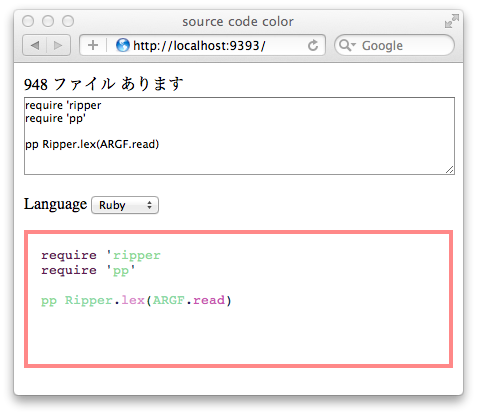 source code color
http://localhost:9393/
Google
948 ファイル あります
require 'ripper
require 'pp'
pp Ripper.lex(ARGF.read)
Language Ruby
require 'ripper
require 'pp'
pp Ripper.lex(ARGF.read)